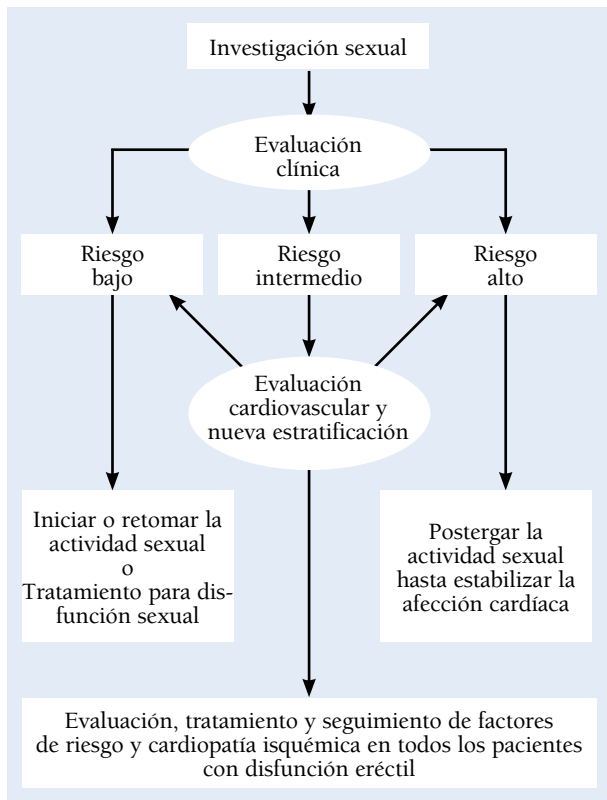 Investigación sexual
Evaluación
clínica
Riesgo
bajo
Riesgo
intermedio
Riesgo
alto
Evaluación
cardiovascular y
nueva estratificación
Iniciar o retomar la
actividad sexual
o
Tratamiento para dis-
función sexual
Postergar la
actividad sexual
hasta estabilizar la
afección cardíaca
Evaluación, tratamiento y seguimiento de factores
de riesgo y cardiopatía isquémica en todos los pacientes
con disfunción eréctil